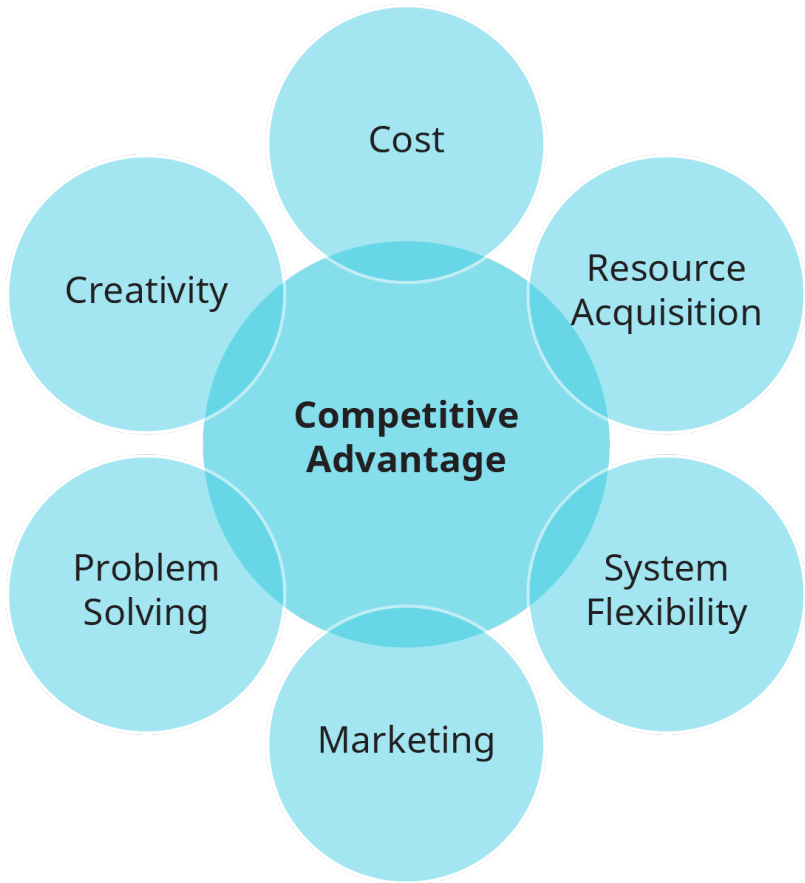 Cost
Resource
Acquisition
System
Flexibility
Marketing
Problem
Solving
Creativity
Competitive
Advantage